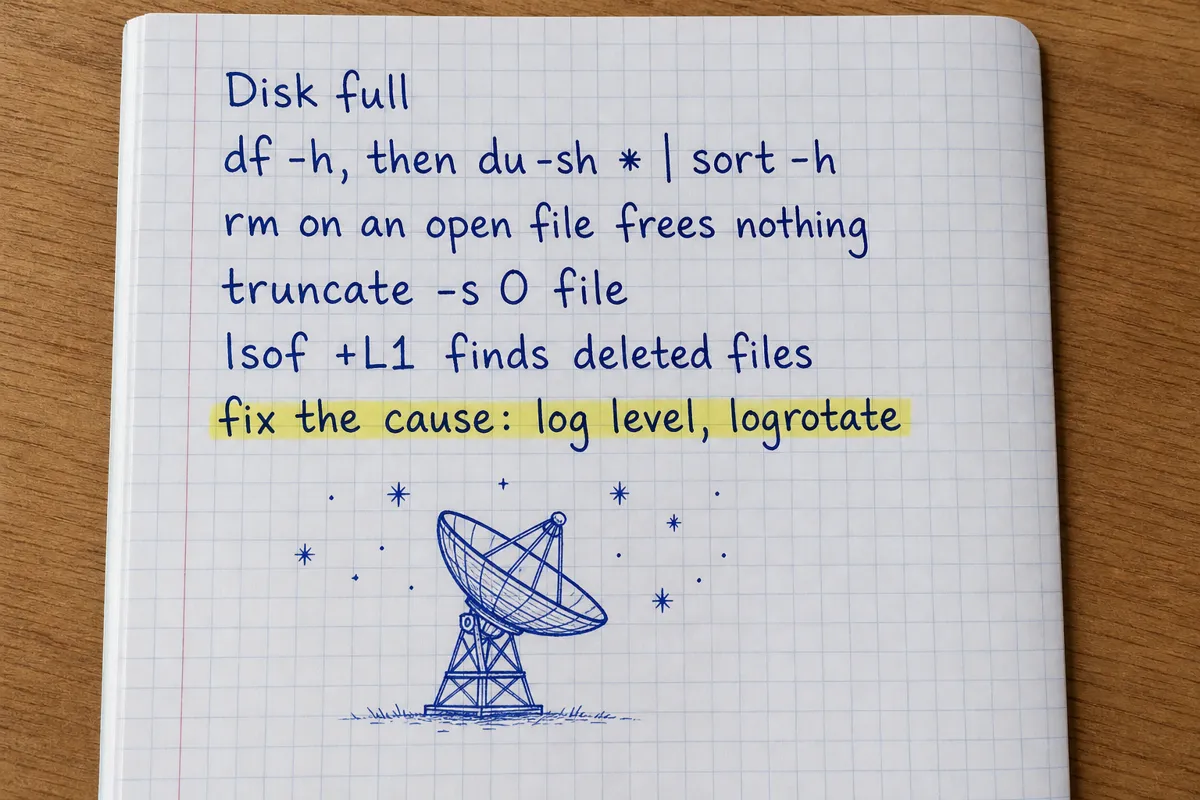 Disk full
df -h, then du -sh * | sort -h
rm on an open file frees nothing
truncate -s 0 file
lsof +L1 finds deleted files
fix the cause: log level, logrotate